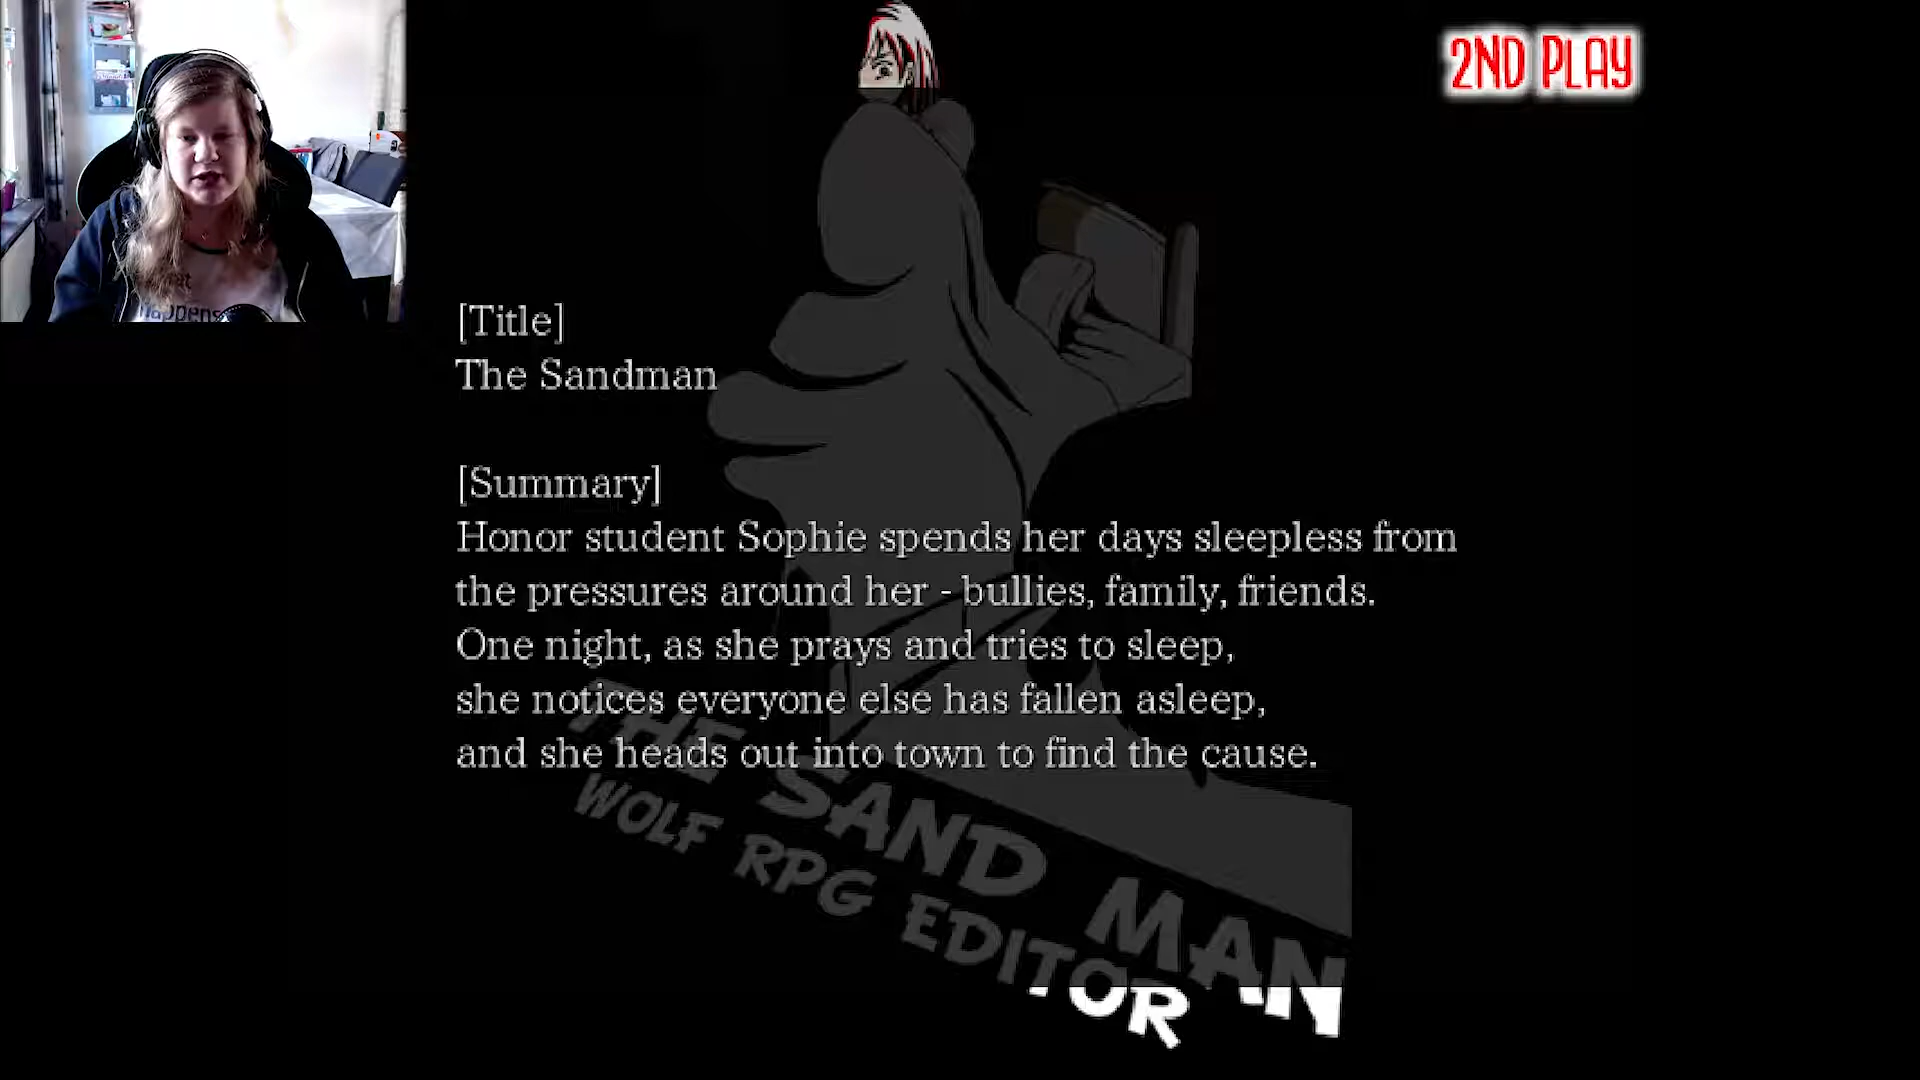 2ND PLAY
[Title]
The Sandman
[Summary]
Honor student Sophie spends her days sleepless from
the pressures around her - bullies, family, friends.
One night, as she prays and tries to sleep,
she notices everyone else has fallen asleep,
and she heads out into town to find the cause.
THE SAND MAN
WOLF RPG EDITOR
happens